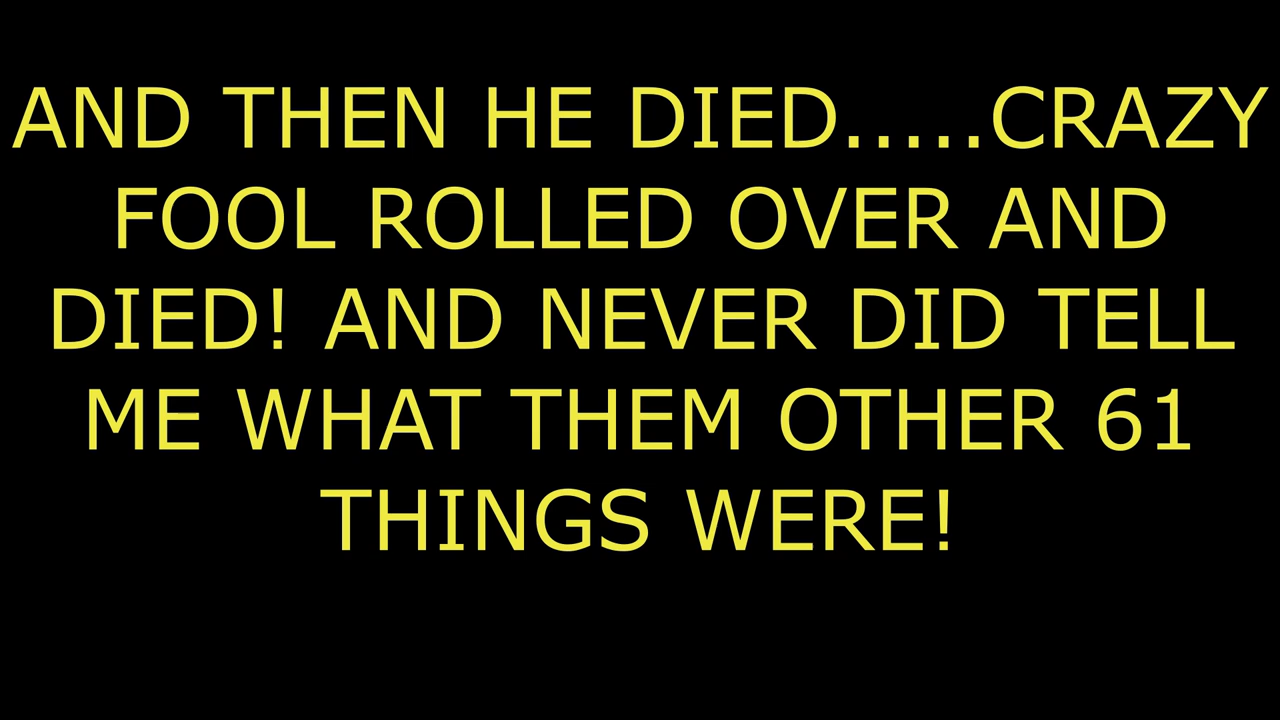 AND THEN HE DIED.....CRAZY
FOOL ROLLED OVER AND
DIED! AND NEVER DID TELL
ME WHAT THEM OTHER 61
THINGS WERE!